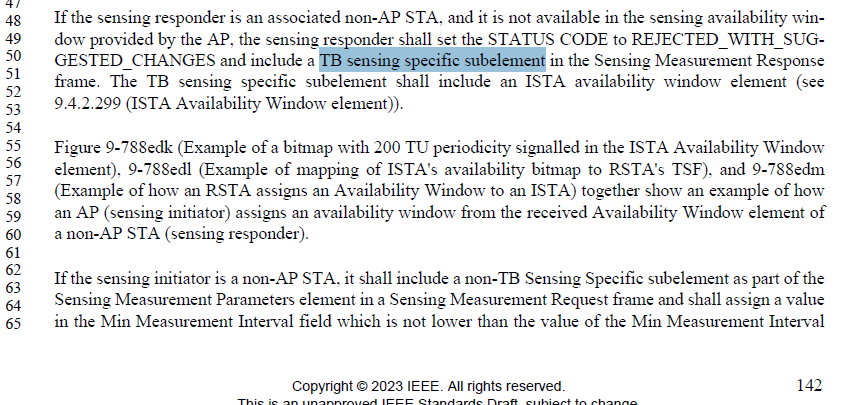 47
48 If the sensing responder is an associated non-AP STA, and it is not available in the sensing availability win-
49 dow provided by the AP, the sensing responder shall set the STATUS CODE to REJECTED_WITH_SUG-
50 GESTED_CHANGES and include a TB sensing specific subelement in the Sensing Measurement Response
51 frame. The TB sensing specific subelement shall include an ISTA availability window element (see
52 9.4.2.299 (ISTA Availability Window element)).
53
54
55 Figure 9-788edk (Example of a bitmap with 200 TU periodicity signalled in the ISTA Availability Window
56 element), 9-788edl (Example of mapping of ISTA's availability bitmap to RSTA's TSF), and 9-788edm
57 (Example of how an RSTA assigns an Availability Window to an ISTA) together show an example of how
58 an AP (sensing initiator) assigns an availability window from the received Availability Window element of
59
60 a non-AP STA (sensing responder).
61
62 If the sensing initiator is a non-AP STA, it shall include a non-TB Sensing Specific subelement as part of the
63
64 Sensing Measurement Parameters element in a Sensing Measurement Request frame and shall assign a value
65 in the Min Measurement Interval field which is not lower than the value of the Min Measurement Interval
Copyright © 2023 IEEE. All rights reserved. 142
This is an unapproved IEEE Standards Draft, subject to change.